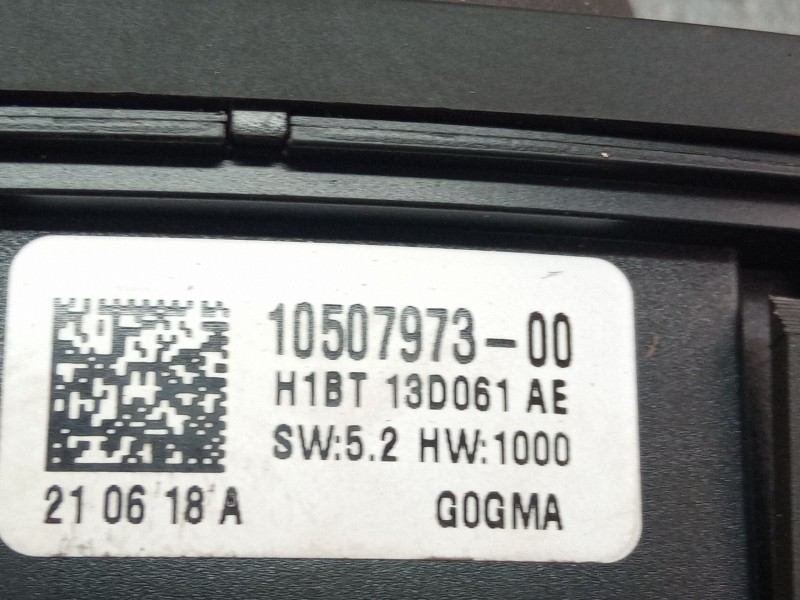 10507973-00
H1BT 13D061 AE
SW:5.2 HW:1000
21 06 18 A G0GMA